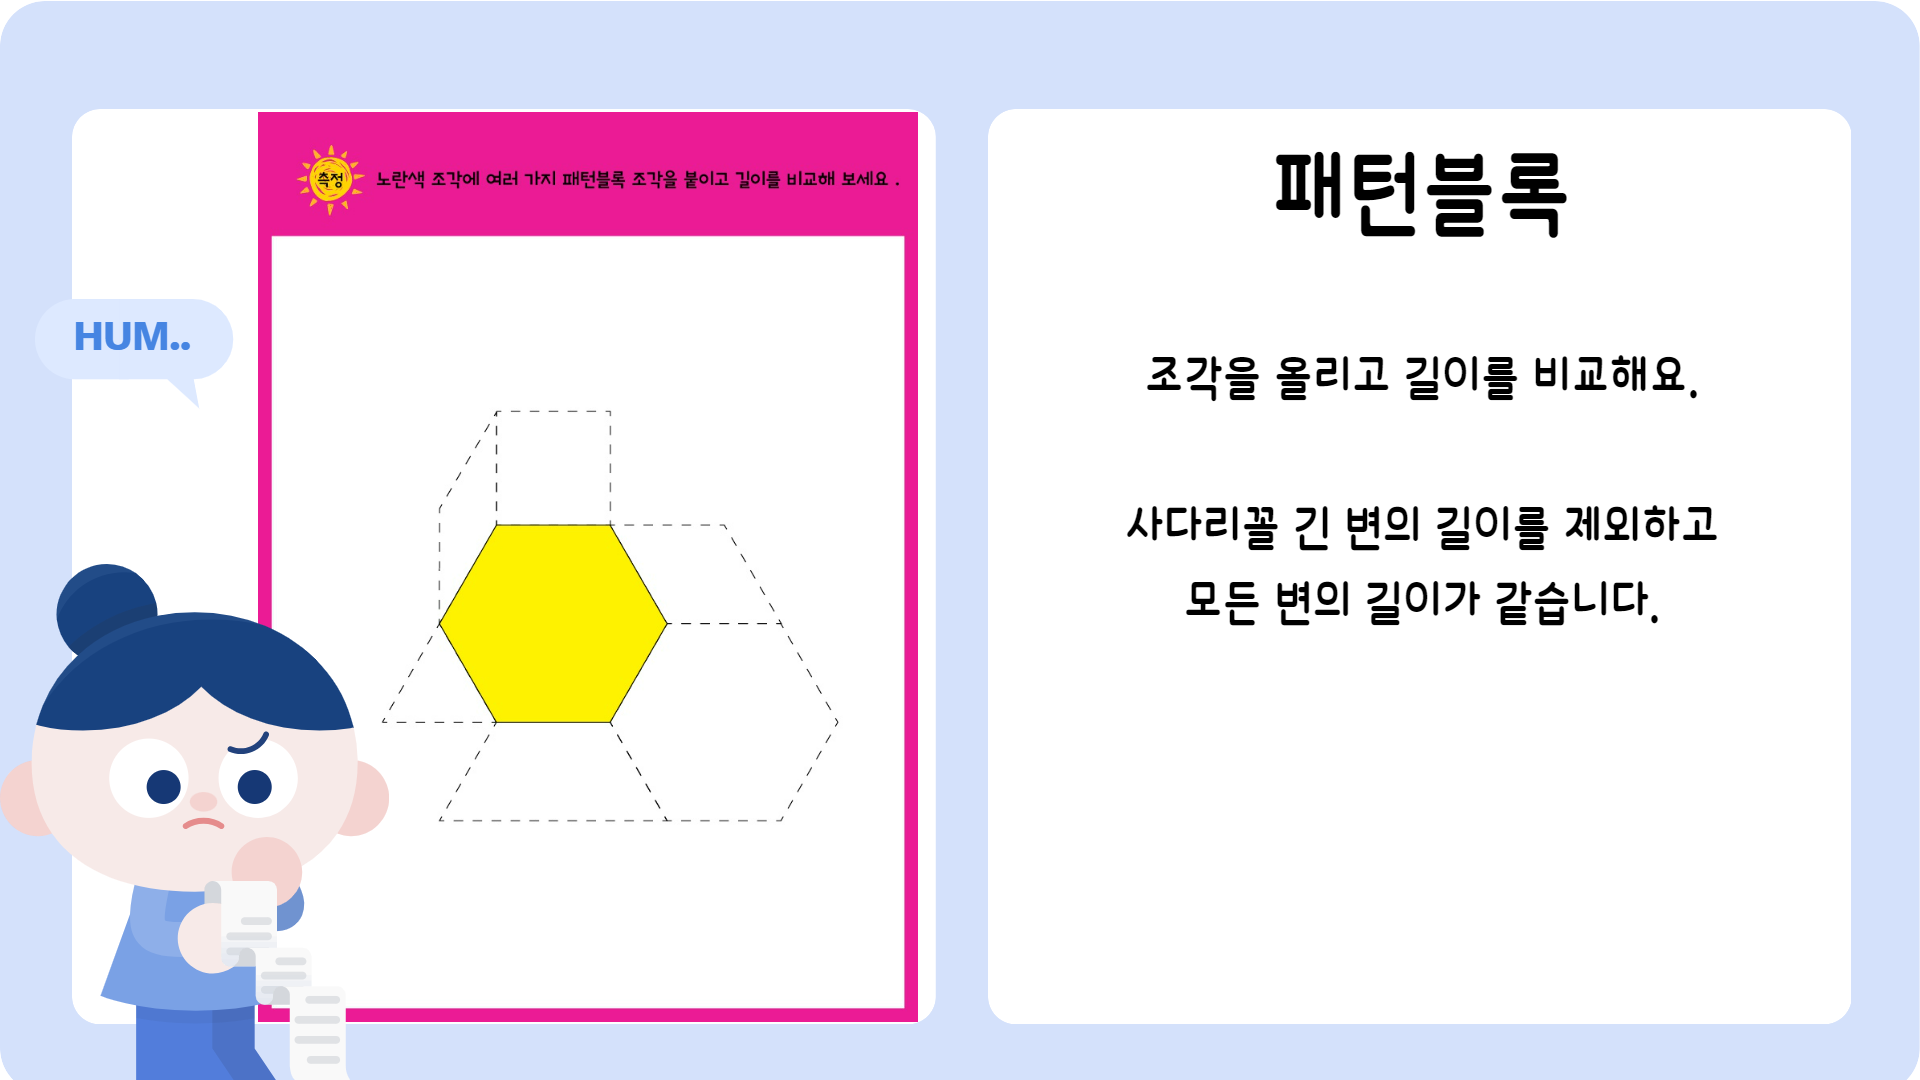 측정
노란색 조각에 여러 가지 패턴블록 조각을 붙이고 길이를 비교해 보세요 .
HUM..
패턴블록
조각을 올리고 길이를 비교해요.
사다리꼴 긴 변의 길이를 제외하고
모든 변의 길이가 같습니다.